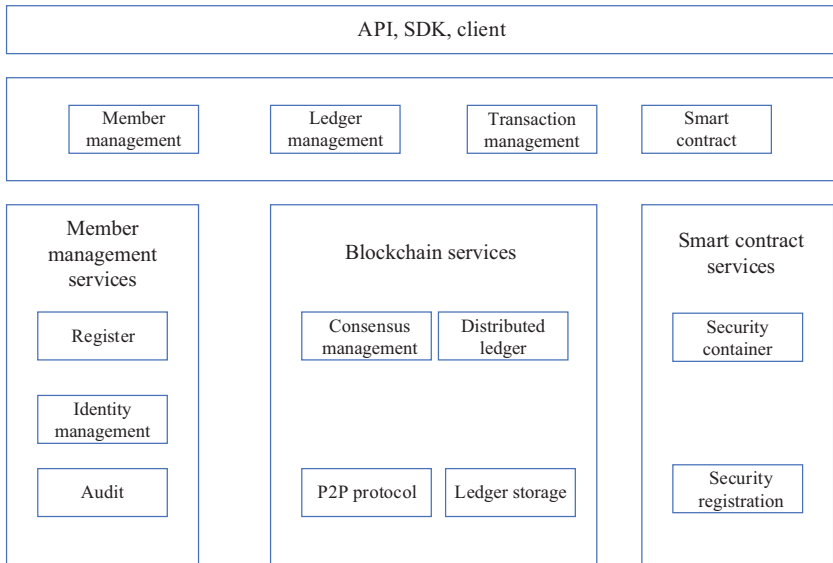 API, SDK, client
Member
management
Ledger
management
Transaction
management
Smart
contract
Member
management
services
Register
Identity
management
Audit
Blockchain services
Consensus
management
Distributed
ledger
P2P protocol
Ledger storage
Smart contract
services
Security
container
Security
registration